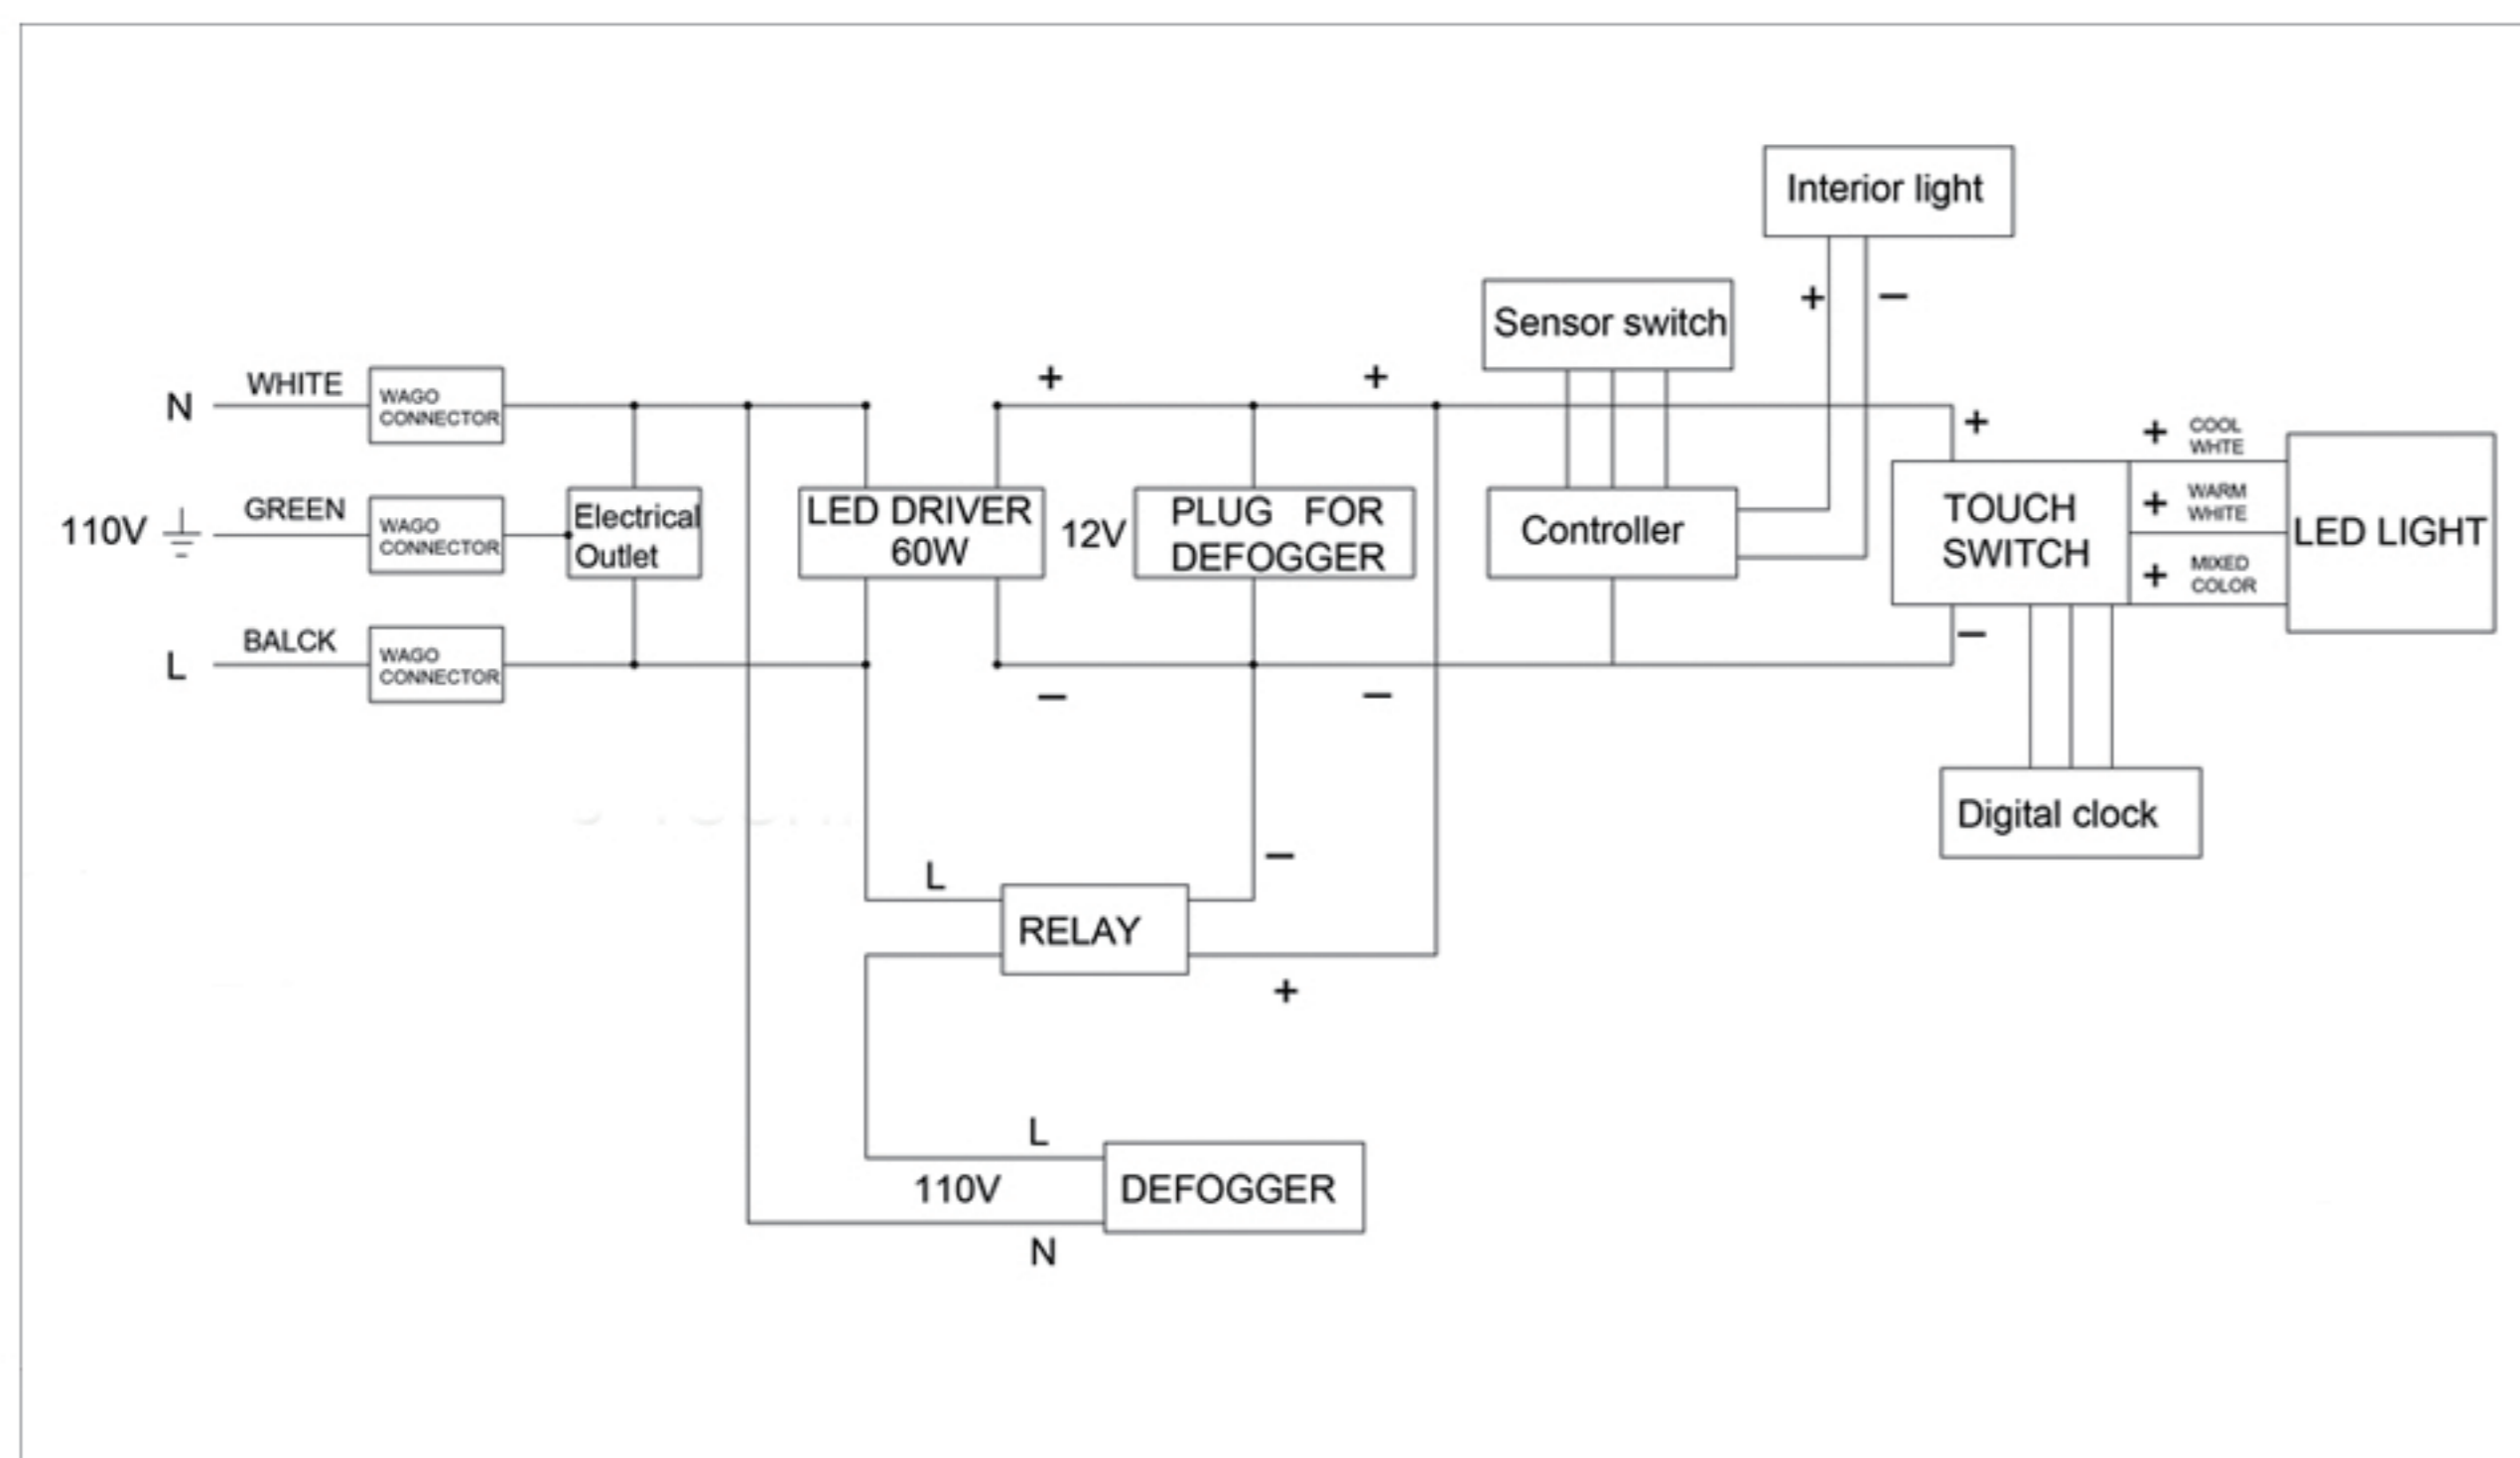 Interior light
+ −
Sensor switch
N WHITE WAGO
CONNECTOR
+ +
+
+ COOL
WHTE
110V GREEN WAGO
CONNECTOR
Electrical
Outlet
LED DRIVER
60W
12V
PLUG FOR
DEFOGGER
Controller
TOUCH
SWITCH
+ WARM
WHITE
LED LIGHT
+ MIXED
COLOR
L BALCK WAGO
CONNECTOR
− −
−
Digital clock
L
−
RELAY
+
L
110V
DEFOGGER
N